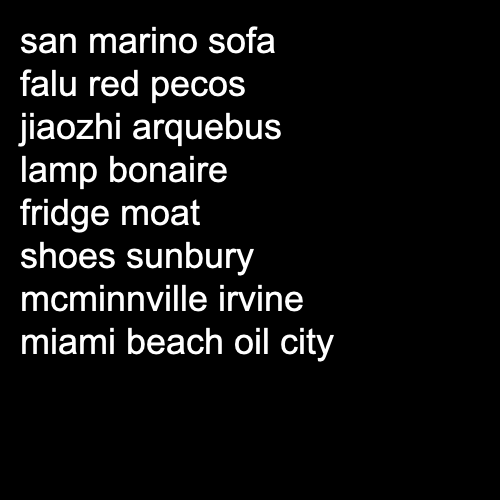 san marino sofa
falu red pecos
jiaozhi arquebus
lamp bonaire
fridge moat
shoes sunbury
mcminnville irvine
miami beach oil city